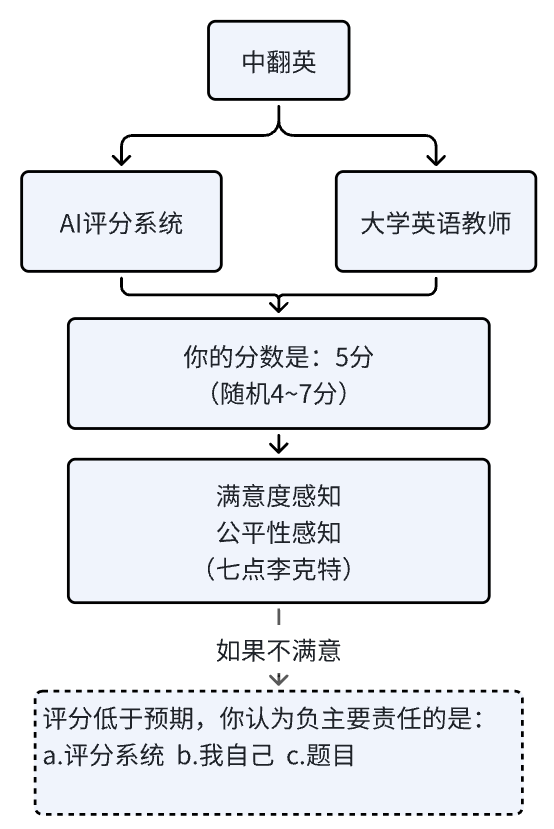 中翻英
AI评分系统
大学英语教师
你的分数是：5分
（随机4~7分）
满意度感知
公平性感知
（七点李克特）
如果不满意
评分低于预期，你认为负主要责任的是：
a.评分系统 b.我自己 c.题目